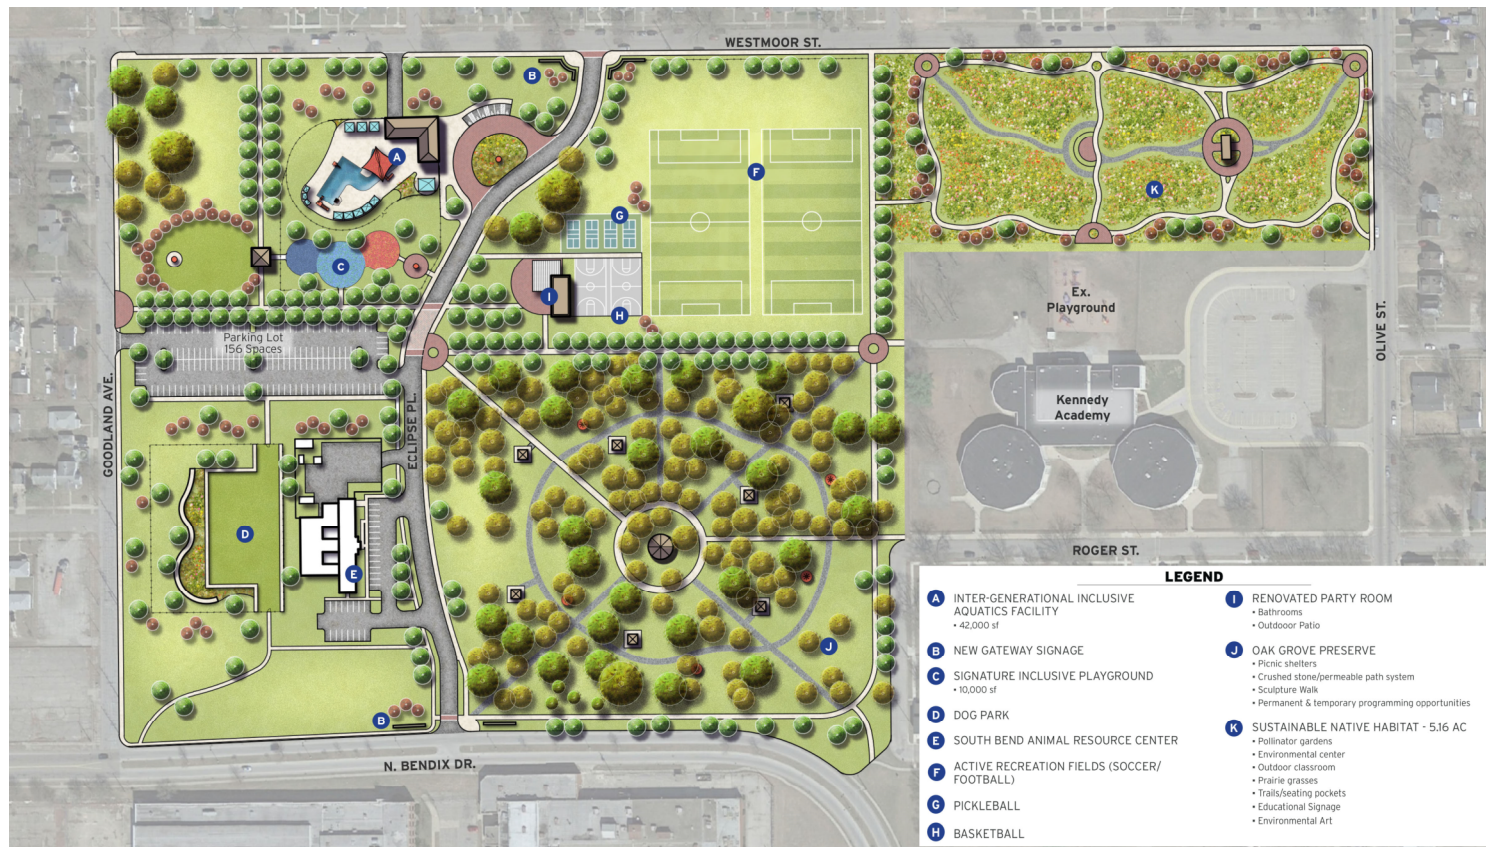 WESTMOOR ST.
B
A
F
G
K
C
I
H
Ex.
Playground
Parking Lot
156 Spaces
OLIVE ST.
GOODLAND AVE.
ECLIPSE PL.
Kennedy
Academy
D
E
ROGER ST.
J
B
N. BENDIX DR.
LEGEND
A INTER-GENERATIONAL INCLUSIVE
AQUATICS FACILITY
• 42,000 sf
B NEW GATEWAY SIGNAGE
C SIGNATURE INCLUSIVE PLAYGROUND
• 10,000 sf
D DOG PARK
E SOUTH BEND ANIMAL RESOURCE CENTER
F ACTIVE RECREATION FIELDS (SOCCER/
FOOTBALL)
G PICKLEBALL
H BASKETBALL
I RENOVATED PARTY ROOM
• Bathrooms
• Outdooor Patio
J OAK GROVE PRESERVE
• Picnic shelters
• Crushed stone/permeable path system
• Sculpture Walk
• Permanent & temporary programming opportunities
K SUSTAINABLE NATIVE HABITAT - 5.16 AC
• Pollinator gardens
• Environmental center
• Outdoor classroom
• Prairie grasses
• Trails/seating pockets
• Educational Signage
• Environmental Art